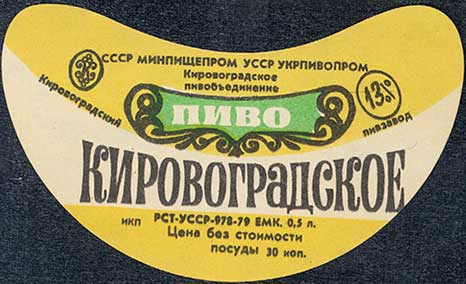 СССР МИНПИЩЕПРОМ УССР УКРПИВОПРОМ
Кировоградское
пивобъединение
Кировоградский
13%
пивзавод
ПИВО
КИРОВОГРАДСКОЕ
ИКП РСТ-УССР-978-79 ЕМК. 0,5 л.
Цена без стоимости
посуды 30 коп.